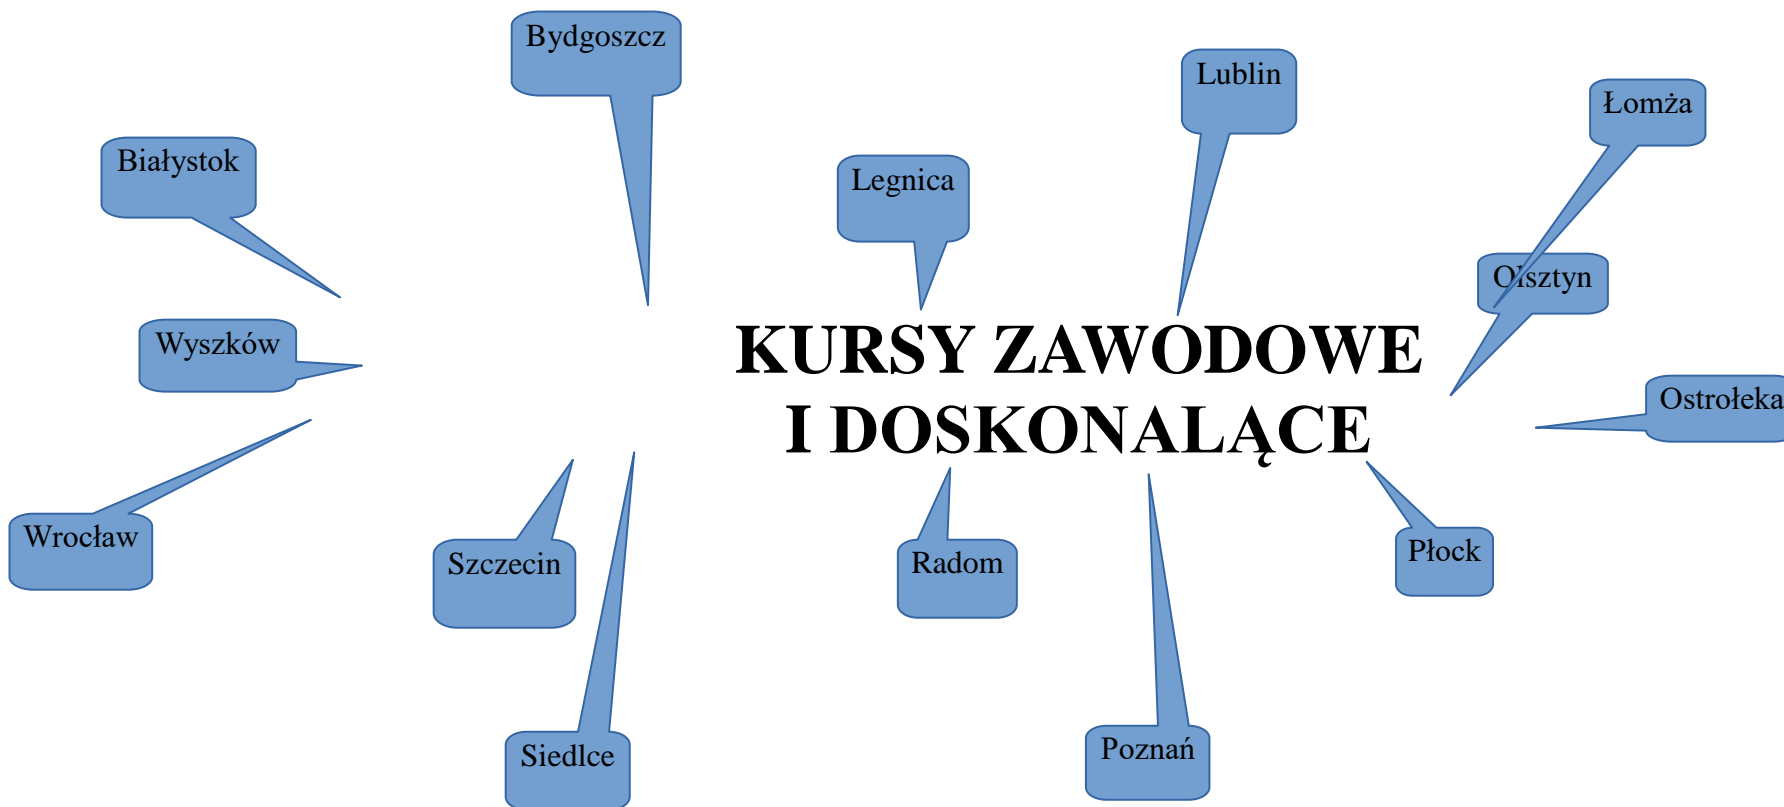 Bydgoszcz
Lublin
Łomża
Białystok
Legnica
Olsztyn
Wyszków
KURSY ZAWODOWE
I DOSKONALĄCE
Ostrołeka
Wrocław
Szczecin
Radom
Płock
Siedlce
Poznań